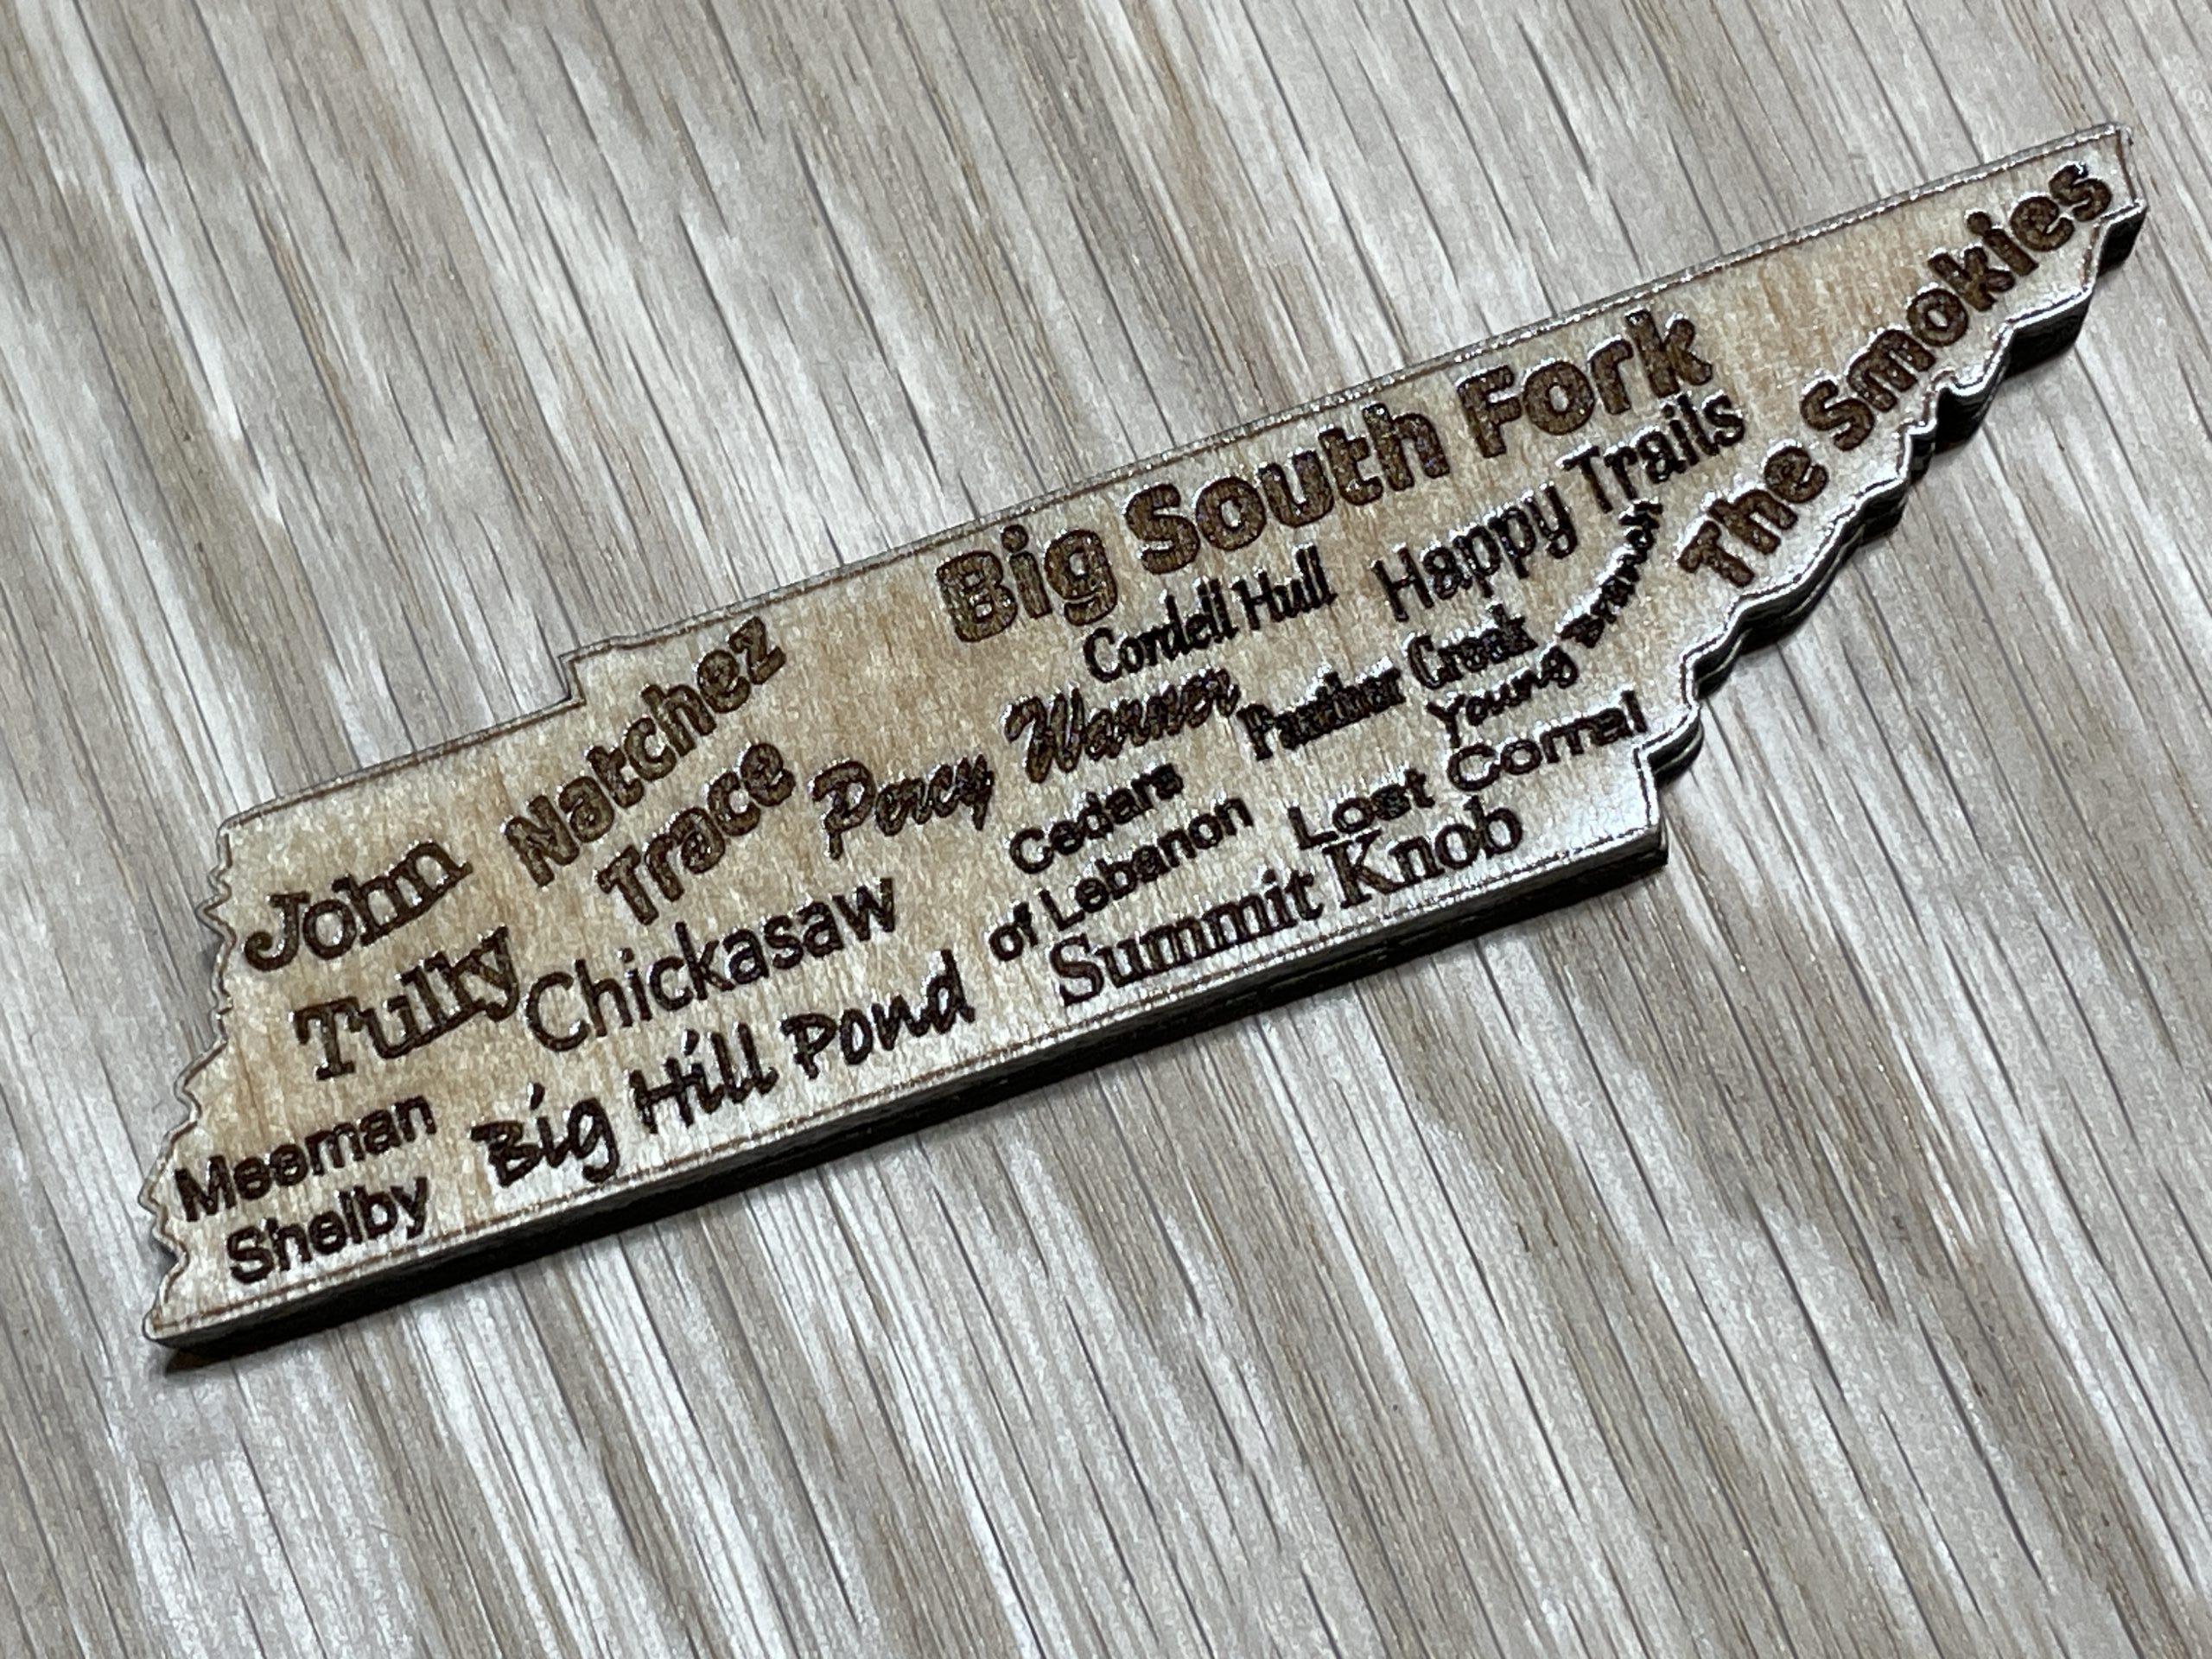 John
Tully
Natchez
Trace
Chickasaw
Meeman
Shelby
Big Hill Pond
Percy Warner
Big South Fork
Cordell Hull
Happy Trails
Panther Creek
Young Branch
Cedars
of Lebanon
Lost Corral
Summit Knob
The Smokies